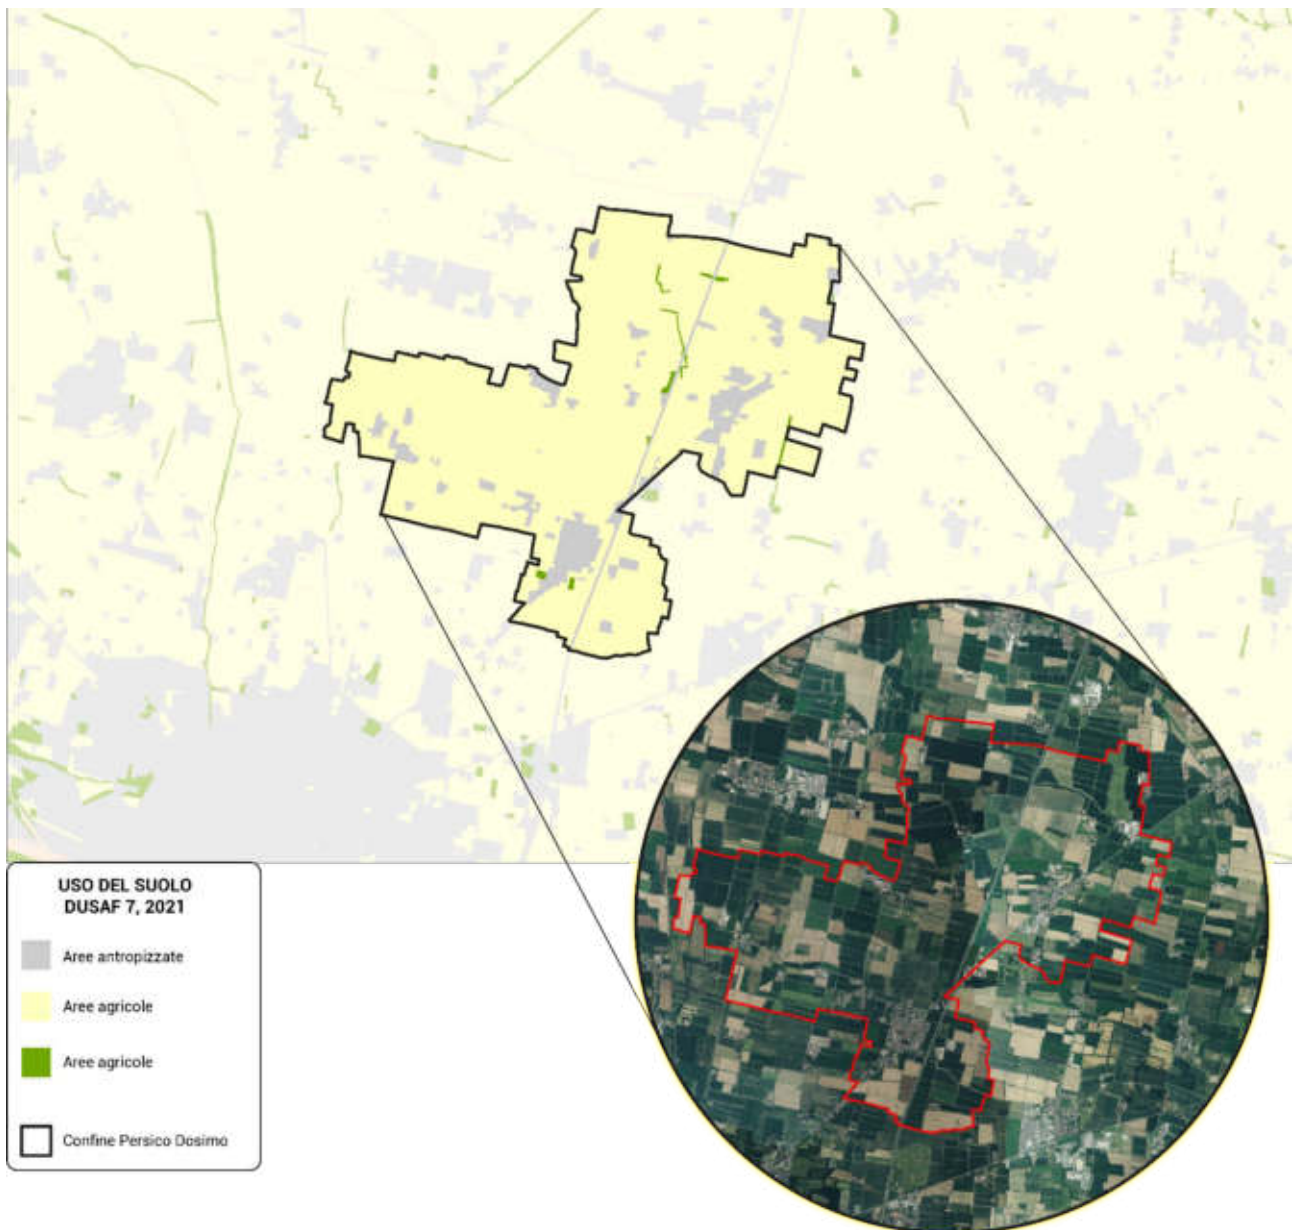 USO DEL SUOLO
DUSAF 7, 2021
Aree antropizzate
Aree agricole
Aree agricole
Confine Persico Dosimo